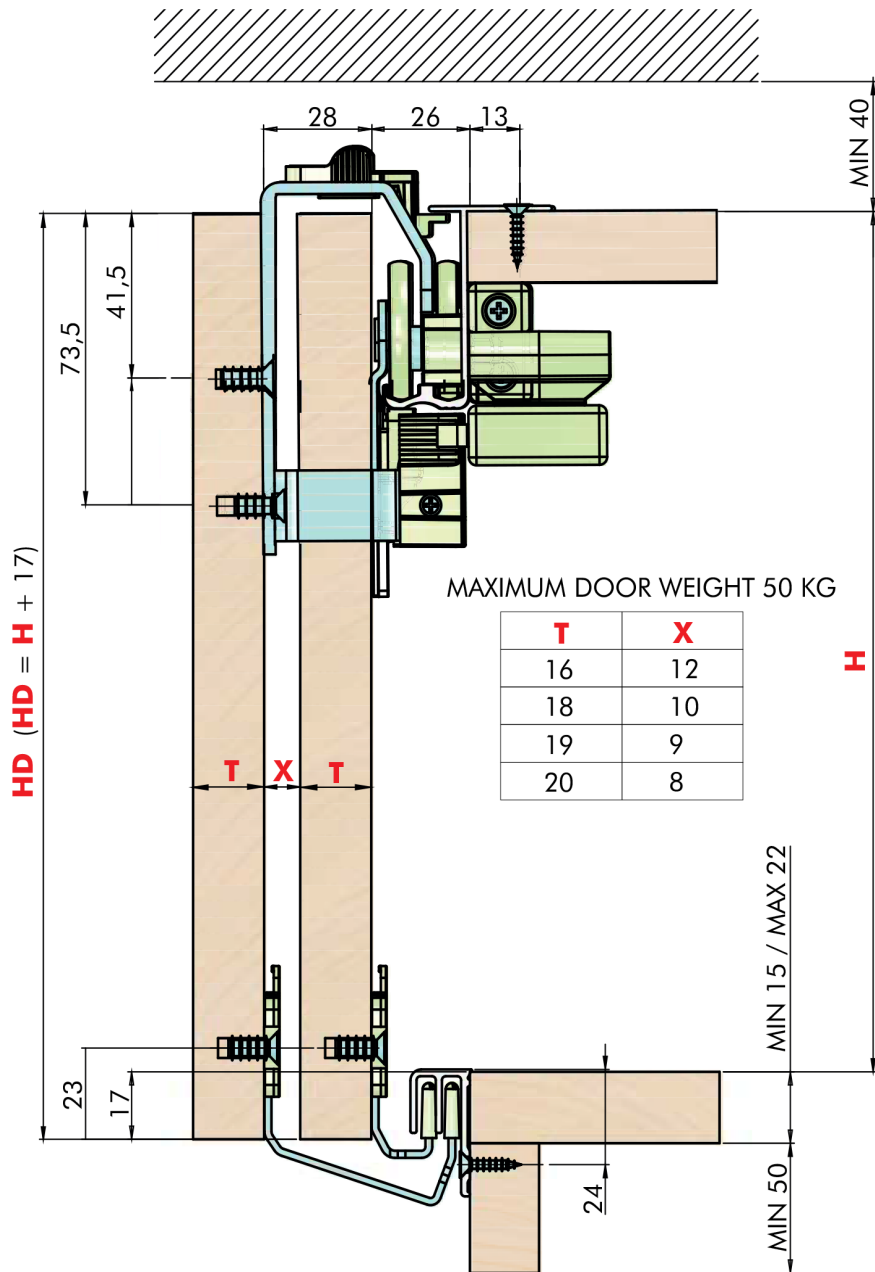 28
26
13
MIN 40
41,5
73,5
HD (HD = H + 17)
MAXIMUM DOOR WEIGHT 50 KG
T X
16 12
18 10
19 9
20 8
H
T X T
MIN 15 / MAX 22
23
17
24
MIN 50